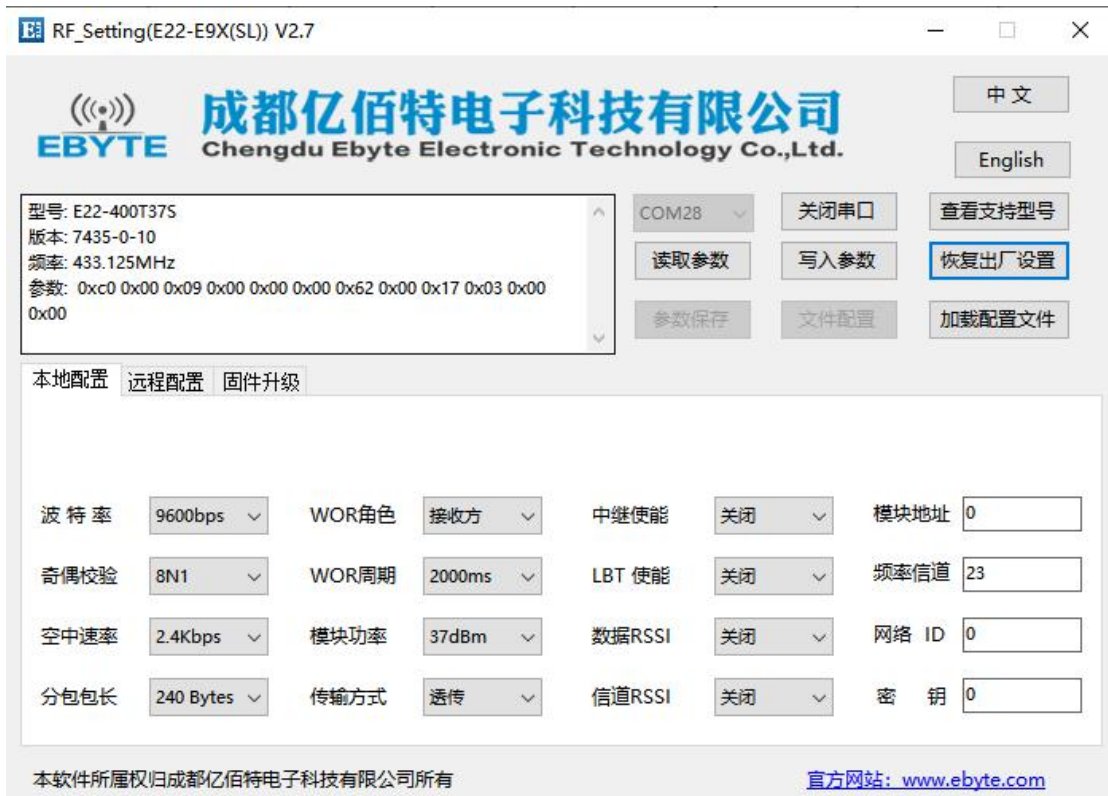 RF_Setting(E22-E9X(SL)) V2.7
EBYTE
成都亿佰特电子科技有限公司
Chengdu Ebyte Electronic Technology Co.,Ltd.
中 文
English
型号: E22-400T37S
版本: 7435-0-10
频率: 433.125MHz
参数: 0xc0 0x00 0x09 0x00 0x00 0x00 0x62 0x00 0x17 0x03 0x00
0x00
COM28 关闭串口 查看支持型号
读取参数 写入参数 恢复出厂设置
参数保存 文件配置 加载配置文件
本地配置 远程配置 固件升级
波 特 率 9600bps WOR角色 接收方 中继使能 关闭 模块地址 0
奇偶校验 8N1 WOR周期 2000ms LBT 使能 关闭 频率信道 23
空中速率 2.4Kbps 模块功率 37dBm 数据RSSI 关闭 网络 ID 0
分包包长 240 Bytes 传输方式 透传 信道RSSI 关闭 密 钥 0
本软件所属权归成都亿佰特电子科技有限公司所有 官方网站：www.ebyte.com